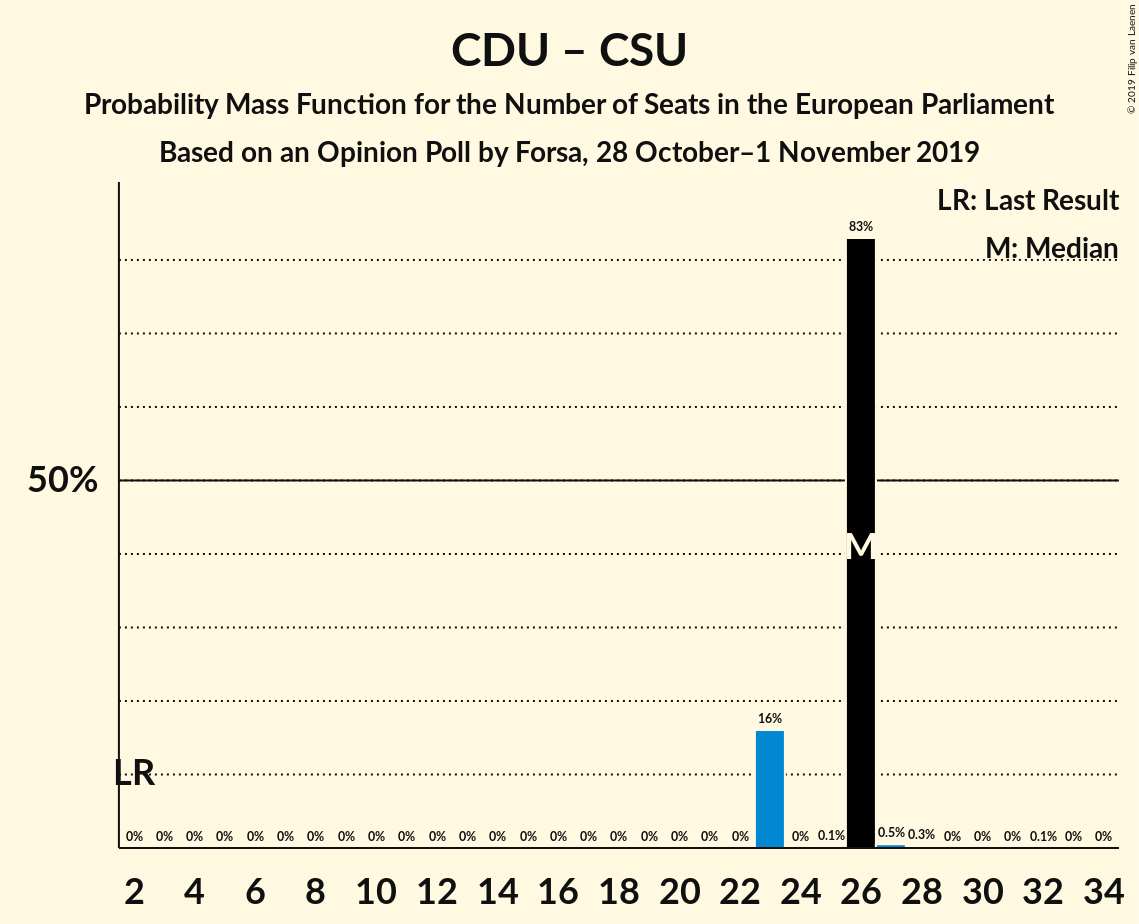 CDU – CSU
Probability Mass Function for the Number of Seats in the European Parliament
Based on an Opinion Poll by Forsa, 28 October–1 November 2019
© 2019 Filip van Laenen
LR: Last Result
M: Median
83%
50%
M
16%
LR
0% 0% 0% 0% 0% 0% 0% 0% 0% 0% 0% 0% 0% 0% 0% 0% 0% 0% 0% 0% 0% 0% 0.1% 0.5% 0.3% 0% 0% 0% 0.1% 0% 0%
2 4 6 8 10 12 14 16 18 20 22 24 26 28 30 32 34